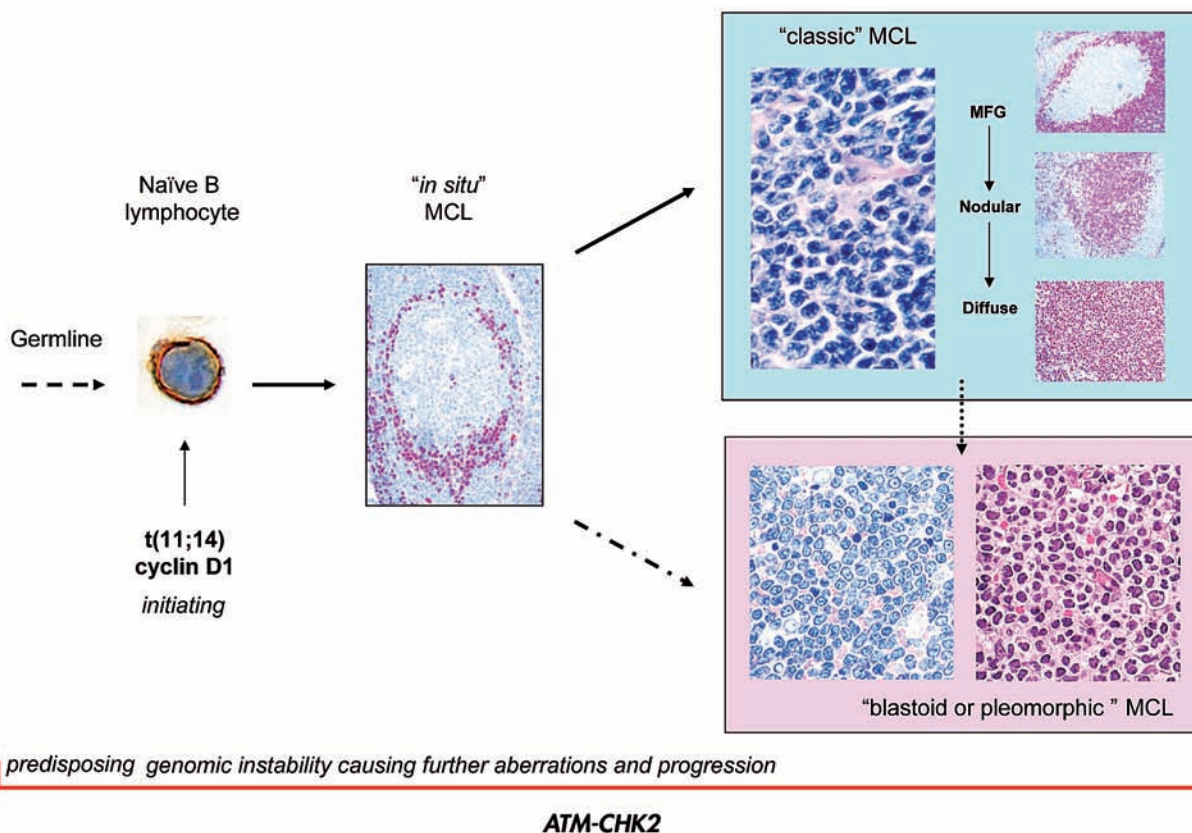 Germline
Naïve B
lymphocyte
t(11;14)
cyclin D1
initiating
“in situ”
MCL
“classic” MCL
MFG
Nodular
Diffuse
“blastoid or pleomorphic ” MCL
predisposing genomic instability causing further aberrations and progression
ATM-CHK2